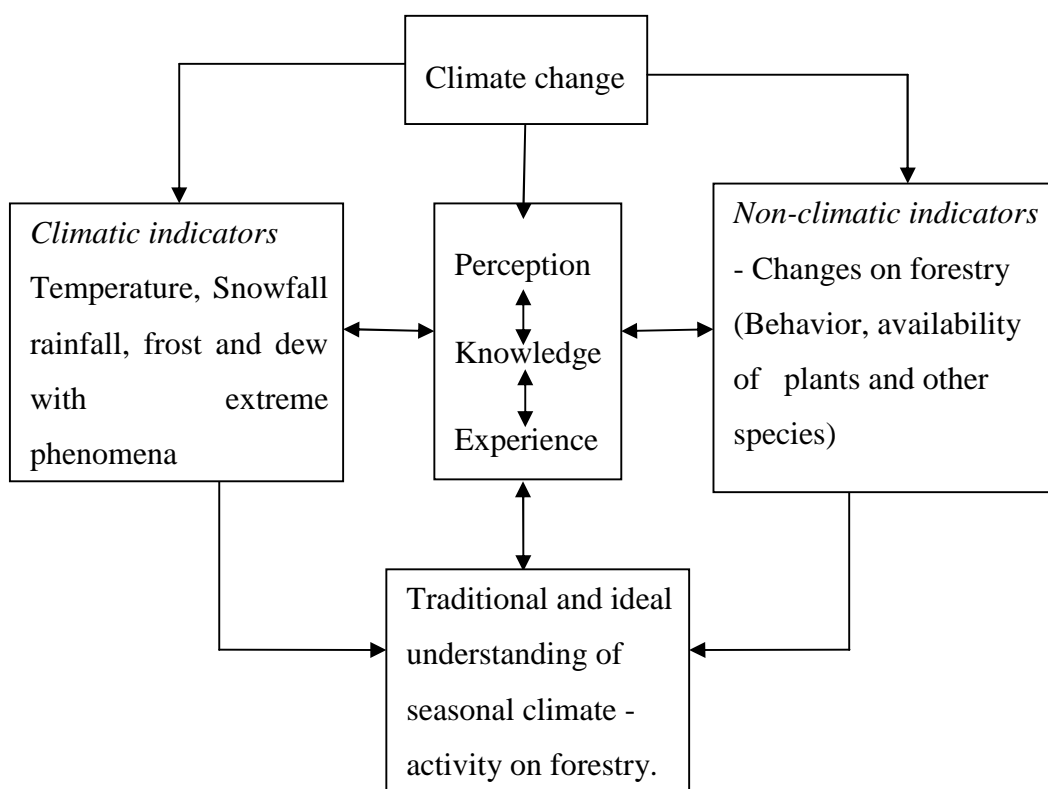 Climate change
Climatic indicators
Temperature, Snowfall
rainfall, frost and dew
with extreme
phenomena
Perception
Knowledge
Experience
Non-climatic indicators
- Changes on forestry
(Behavior, availability
of plants and other
species)
Traditional and ideal
understanding of
seasonal climate -
activity on forestry.